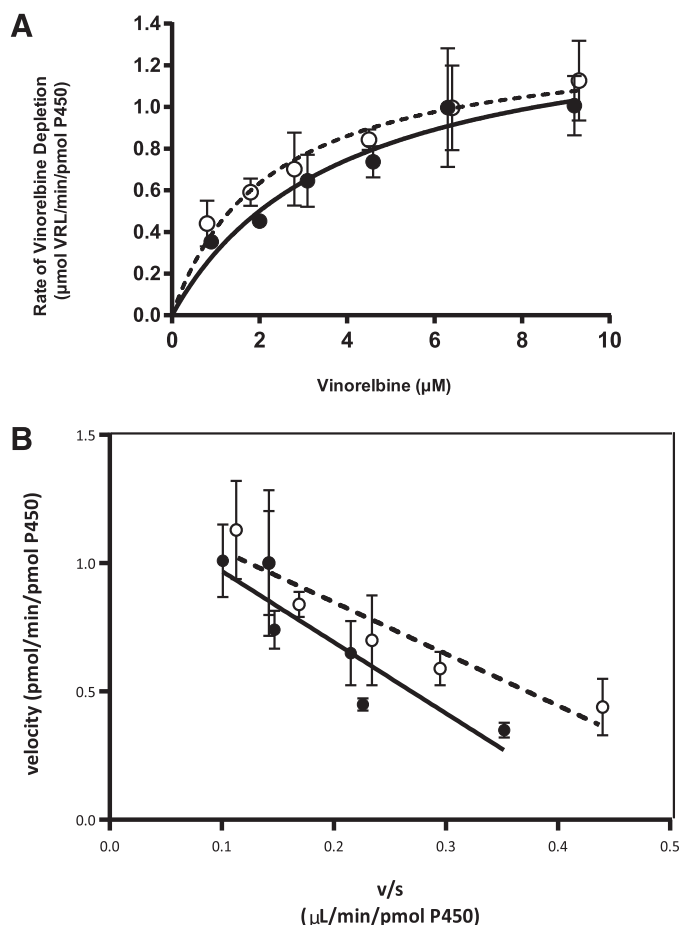 A
Rate of Vinorelbine Depletion
(µmol VRL/min/pmol P450)
1.4
1.2
1.0
0.8
0.6
0.4
0.2
0.0
0 2 4 6 8 10
Vinorelbine (µM)
B
velocity (pmol/min/pmol P450)
1.5
1.0
0.5
0.0
0.0 0.1 0.2 0.3 0.4 0.5
v/s
(µL/min/pmol P450)